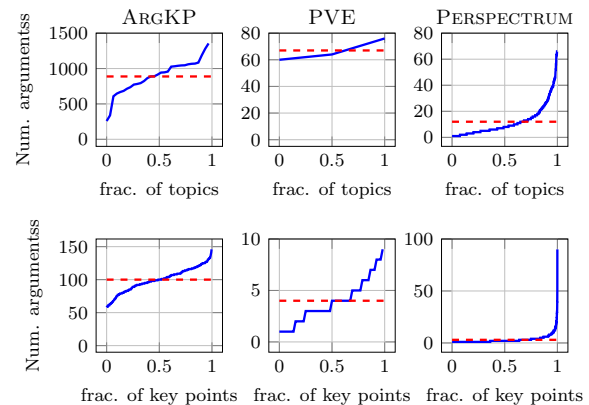 ARGKP PVE PERSPECTRUM
Num. argumentss
1500
1000
500
0
0 0.5 1
frac. of topics
80
60
40
20
0
0 0.5 1
frac. of topics
80
60
40
20
0
0 0.5 1
frac. of topics
Num. argumentss
150
100
50
0
0 0.5 1
frac. of key points
10
5
0
0 0.5 1
frac. of key points
100
50
0
0 0.5 1
frac. of key points